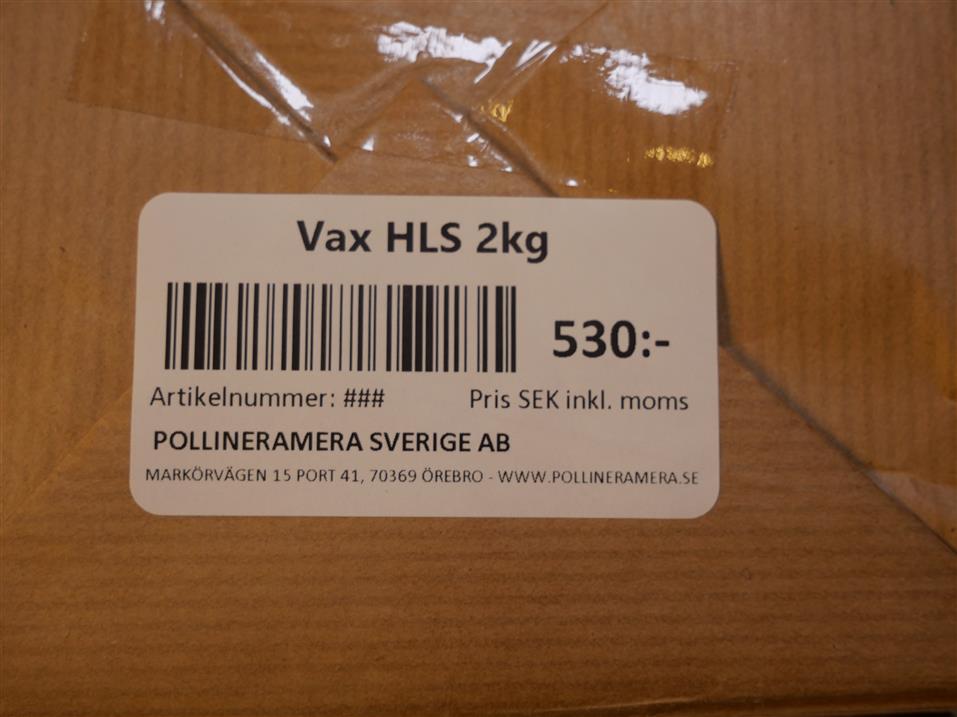 Vax HLS 2kg
530:-
Artikelnummer: ### Pris SEK inkl. moms
POLLINERAMERA SVERIGE AB
MARKÖRVÄGEN 15 PORT 41, 70369 ÖREBRO - WWW.POLLINERAMERA.SE